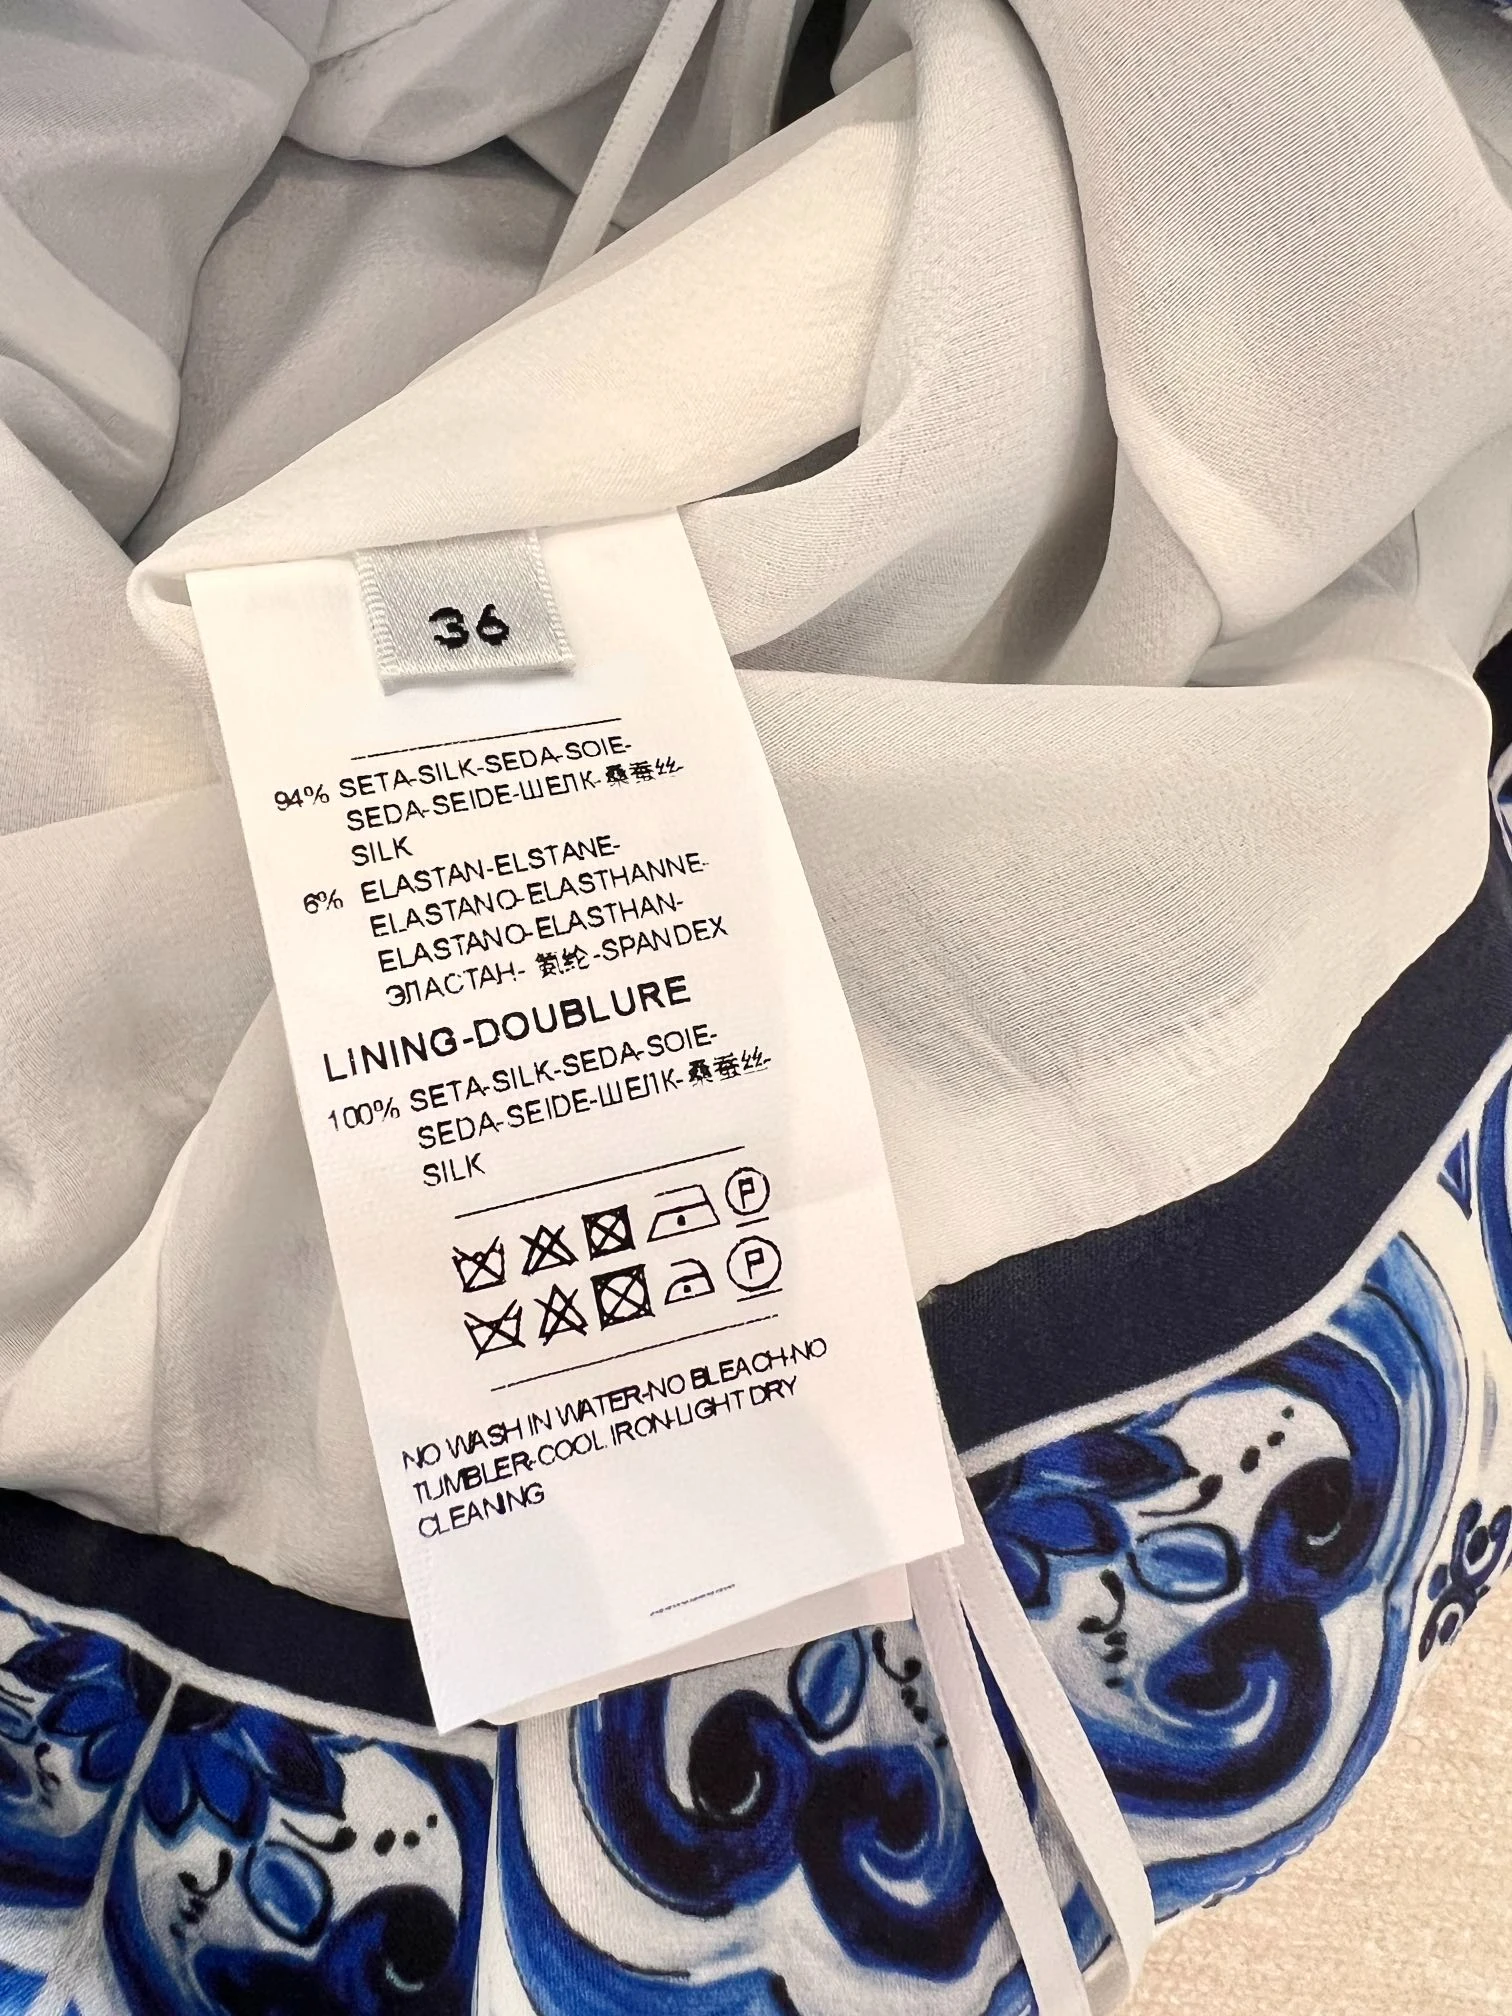 36
94% SETA-SILK-SEDA-SOIE-
SEDA-SEIDE-ШЕЛК-桑蚕丝-
SILK
6% ELASTAN-ELSTANE-
ELASTANO-ELASTHANNE-
ELASTANO-ELASTHAN-
ЭЛАСТАН- 氨纶-SPANDEX
LINING-DOUBLURE
100% SETA-SILK-SEDA-SOIE-
SEDA-SEIDE-ШЕЛК-桑蚕丝-
SILK
P
P
NO WASH IN WATER-NO BLEACH-NO
TUMBLER-COOL IRON-LIGHT DRY
CLEANING